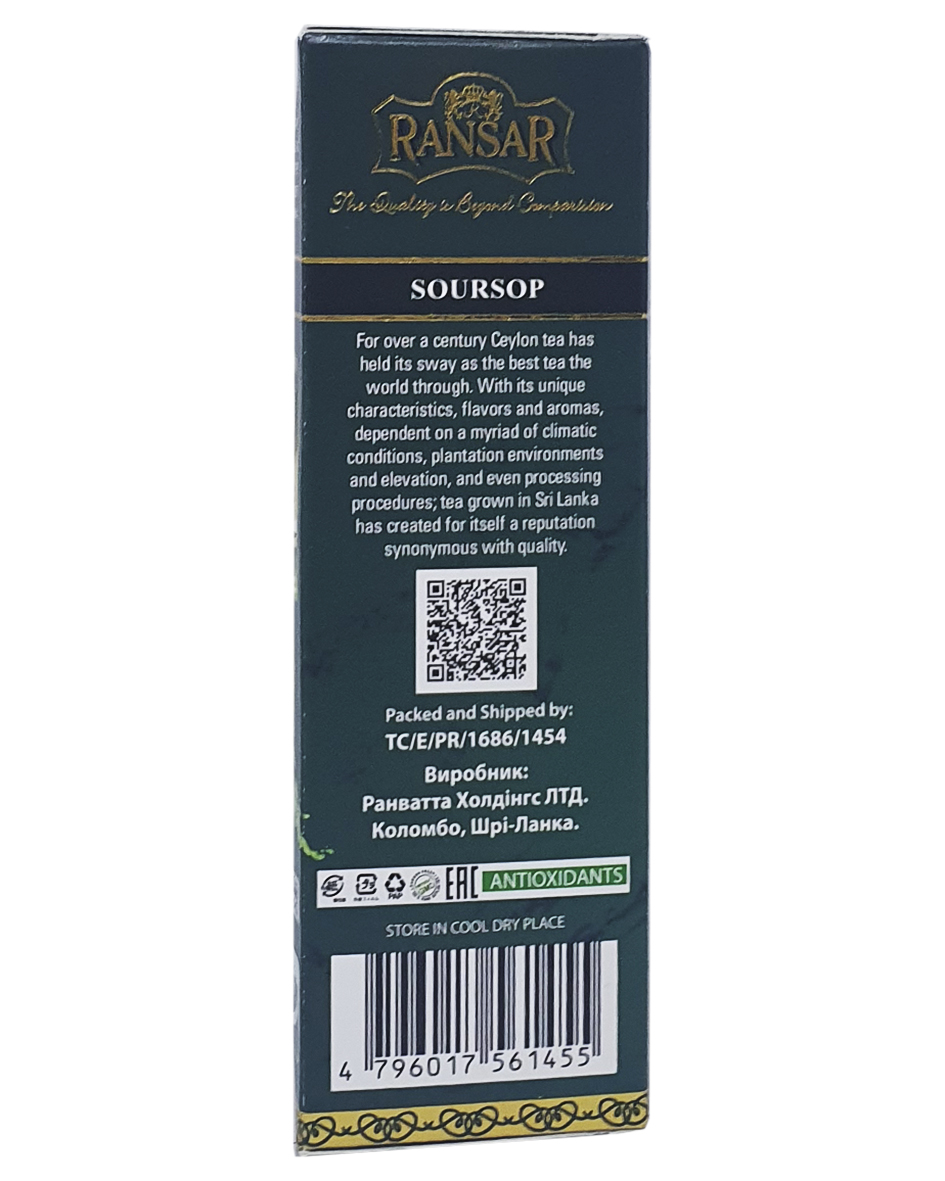 RANSAR
The Quality is Beyond Comparision
SOURSOP
For over a century Ceylon tea has
held its sway as the best tea the
world through. With its unique
characteristics, flavors and aromas,
dependent on a myriad of climatic
conditions, plantation environments
and elevation, and even processing
procedures; tea grown in Sri Lanka
has created for itself a reputation
synonymous with quality.
Packed and Shipped by:
TC/E/PR/1686/1454
Виробник:
Ранватта Холдінгс ЛТД.
Коломбо, Шрі-Ланка.
PAP EAC ANTIOXIDANTS
STORE IN COOL DRY PLACE
4 796017 561455